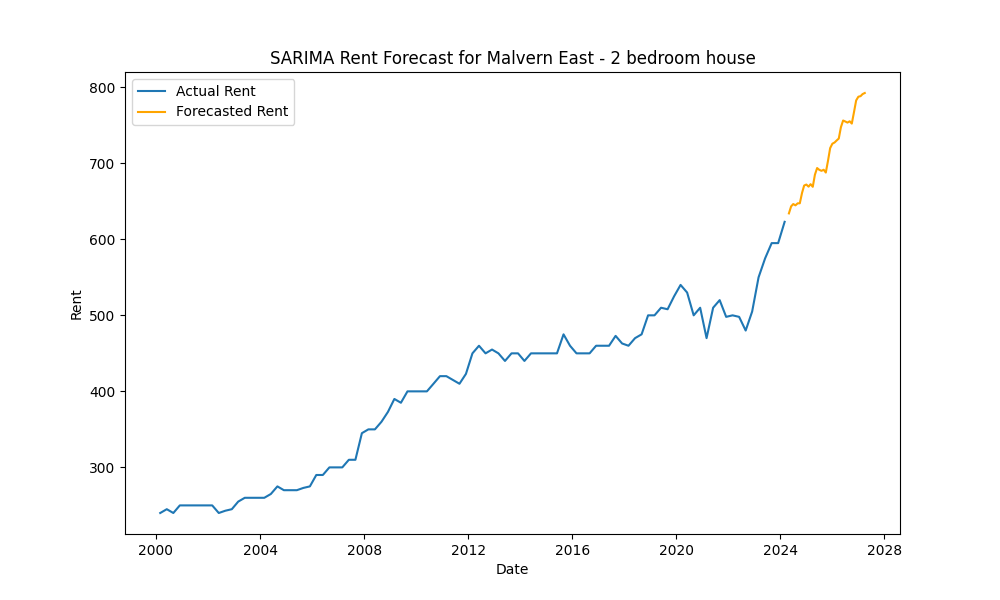 SARIMA Rent Forecast for Malvern East - 2 bedroom house
Actual Rent
Forecasted Rent
800
700
600
500
400
300
Rent
2000 2004 2008 2012 2016 2020 2024 2028
Date